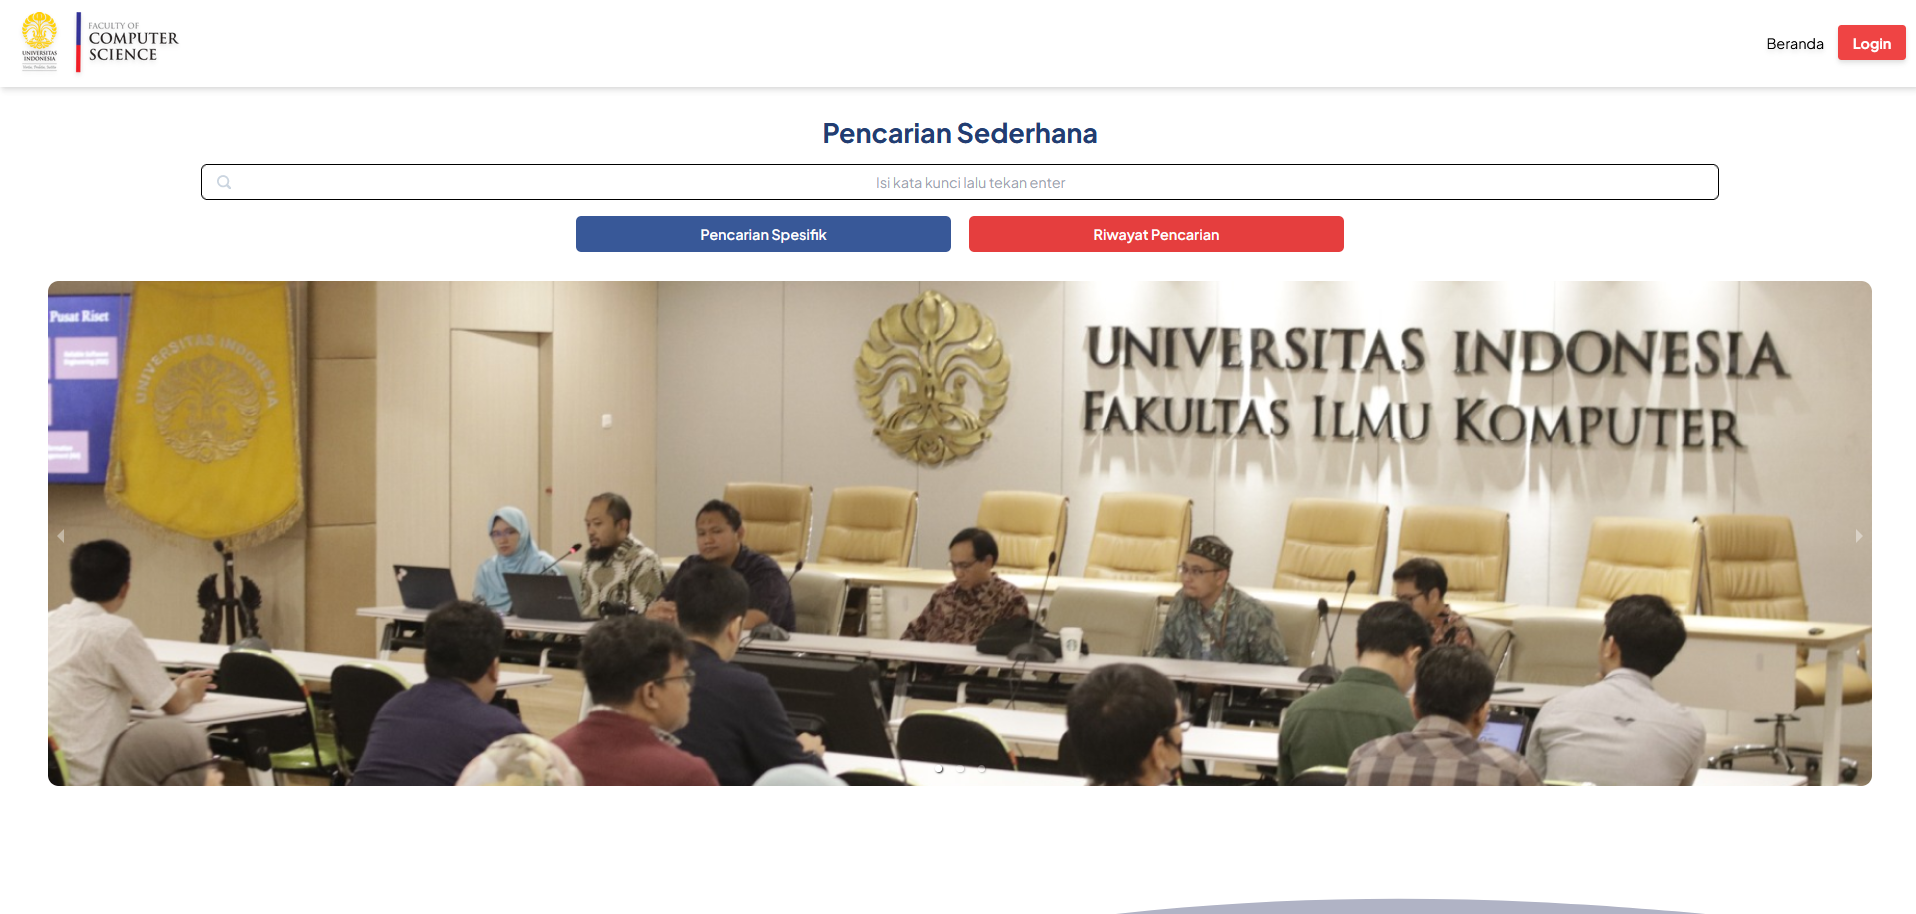 UNIVERSITAS
INDONESIA
FACULTY OF
COMPUTER
SCIENCE
Beranda
Login
Pencarian Sederhana
Isi kata kunci lalu tekan enter
Pencarian Spesifik
Riwayat Pencarian
Pusat Riset
UNIVERSITAS INDONESIA
UNIVERSITAS INDONESIA
FAKULTAS ILMU KOMPUTER